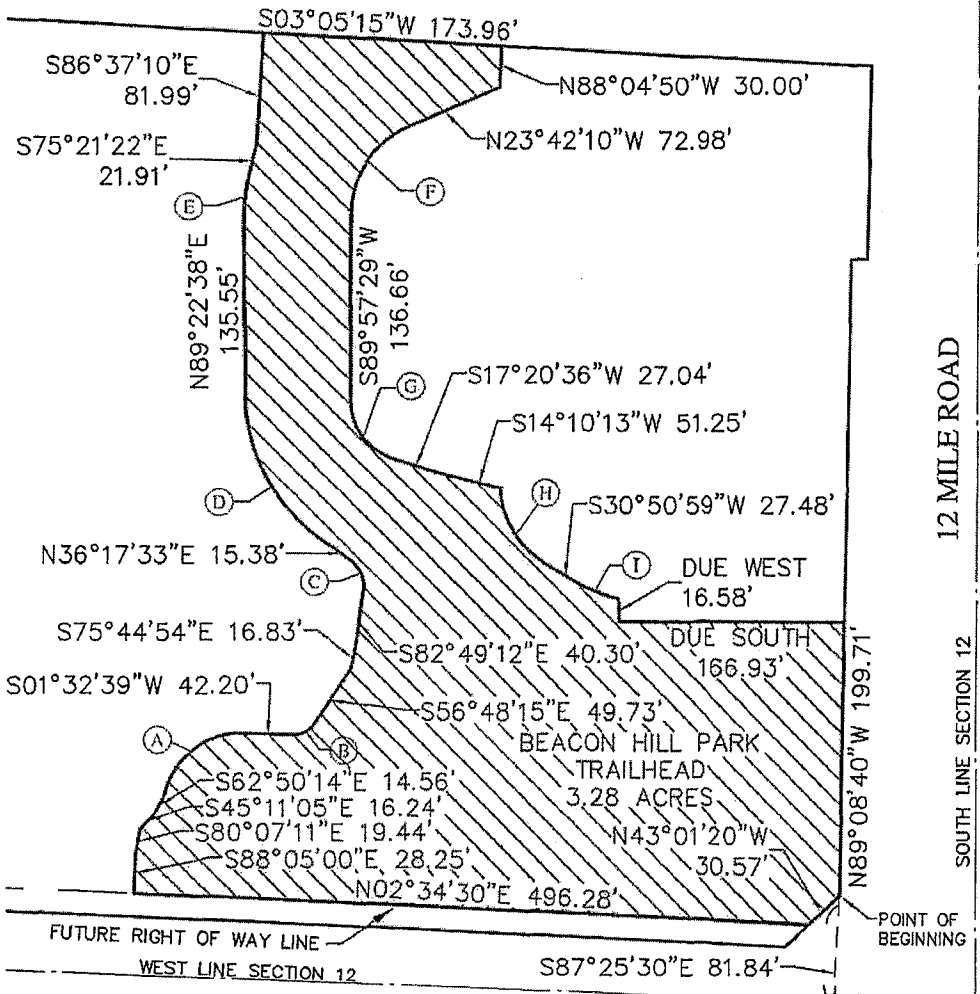 S03°05'15"W 173.96'
S86°37'10"E
81.99'
N88°04'50"W 30.00'
N23°42'10"W 72.98'
S75°21'22"E
21.91'
F
E
N89°22'38"E
135.55'
S89°57'29"W
136.66'
G
S17°20'36"W 27.04'
S14°10'13"W 51.25'
12 MILE ROAD
D
H
S30°50'59"W 27.48'
N36°17'33"E 15.38'
C
I
DUE WEST
16.58'
S75°44'54"E 16.83'
S82°49'12"E 40.30'
DUE SOUTH
166.93'
S01°32'39"W 42.20'
S56°48'15"E 49.73'
A
B
BEACON HILL PARK
TRAILHEAD
3.28 ACRES
N89°08'40"W 199.71'
SOUTH LINE SECTION 12
S62°50'14"E 14.56'
S45°11'05"E 16.24'
S80°07'11"E 19.44'
S88°05'00"E 28.25'
N43°01'20"W
30.57'
N02°34'30"E 496.28'
FUTURE RIGHT OF WAY LINE
POINT OF
BEGINNING
WEST LINE SECTION 12
S87°25'30"E 81.84'